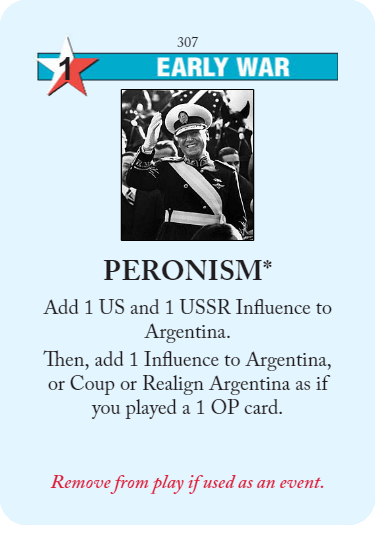 307
1 EARLY WAR
PERONISM*
Add 1 US and 1 USSR Influence to
Argentina.
Then, add 1 Influence to Argentina,
or Coup or Realign Argentina as if
you played a 1 OP card.
Remove from play if used as an event.